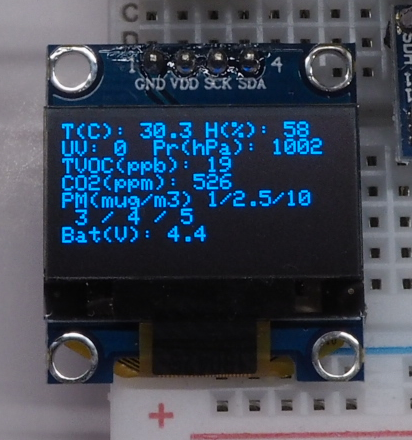 C
1 4
GND VDD SCK SDA
T(C): 30.3 H(%): 58
UV: 0 Pr(hPa): 1002
TVOC(ppb): 19
CO2(ppm): 526
PM(mug/m3) 1/2.5/10
3 / 4 / 5
Bat(V): 4.4
+